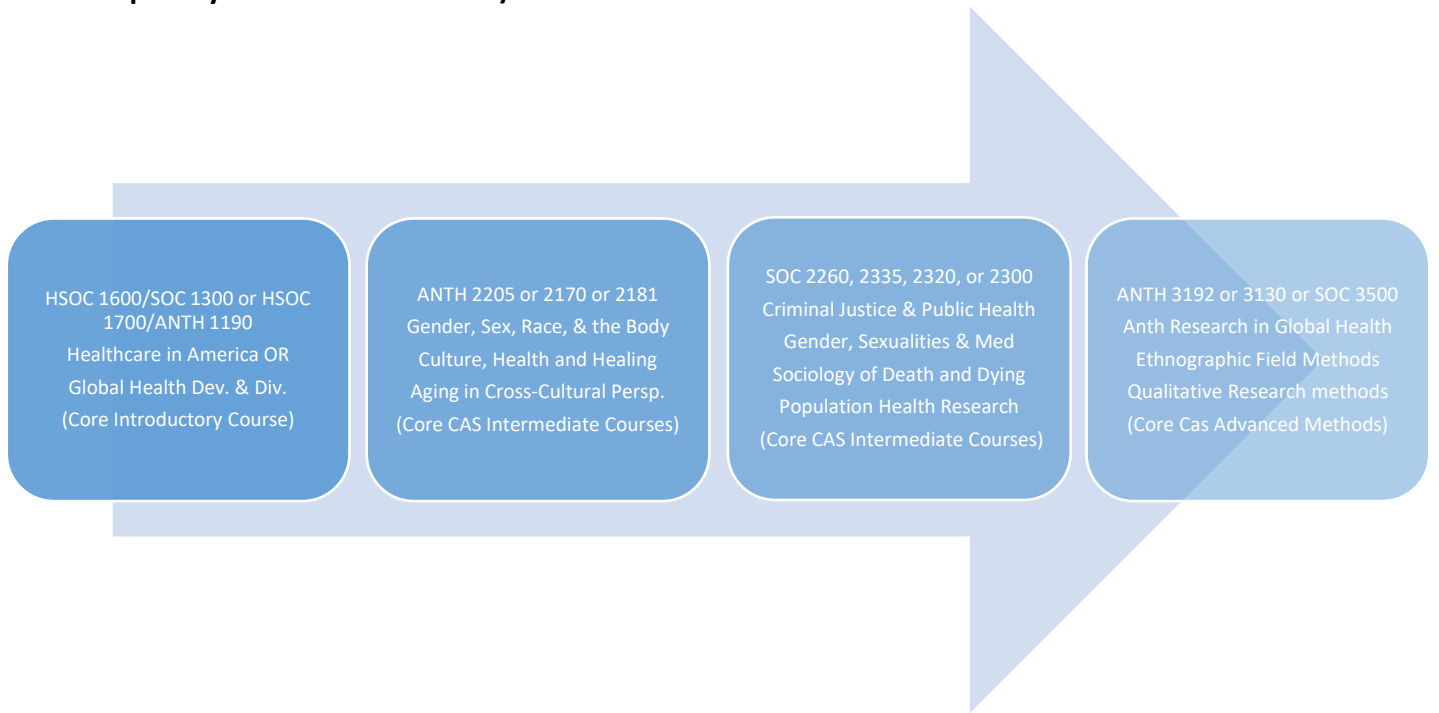 HSOC 1600/SOC 1300 or HSOC
1700/ANTH 1190
Healthcare in America OR
Global Health Dev. & Div.
(Core Introductory Course)
ANTH 2205 or 2170 or 2181
Gender, Sex, Race, & the Body
Culture, Health and Healing
Aging in Cross-Cultural Persp.
(Core CAS Intermediate Courses)
SOC 2260, 2335, 2320, or 2300
Criminal Justice & Public Health
Gender, Sexualities & Med
Sociology of Death and Dying
Population Health Research
(Core CAS Intermediate Courses)
ANTH 3192 or 3130 or SOC 3500
Anth Research in Global Health
Ethnographic Field Methods
Qualitative Research methods
(Core Cas Advanced Methods)